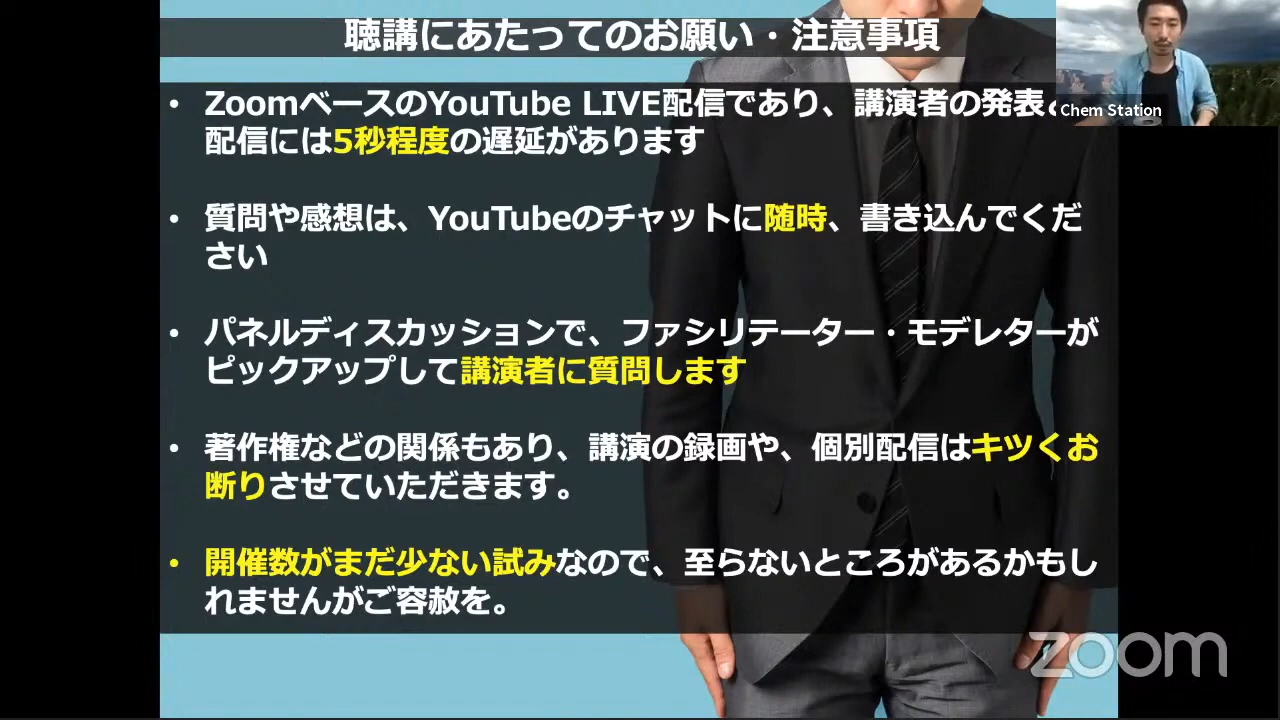 聴講にあたってのお願い・注意事項
• ZoomベースのYouTube LIVE配信であり、講演者の発表と
配信には5秒程度の遅延があります
• 質問や感想は、YouTubeのチャットに随時、書き込んでくだ
さい
• パネルディスカッションで、ファシリテーター・モデレターが
ピックアップして講演者に質問します
• 著作権などの関係もあり、講演の録画や、個別配信はキツくお
断りさせていただきます。
• 開催数がまだ少ない試みなので、至らないところがあるかもし
れませんがご容赦を。
Chem Station
zoom